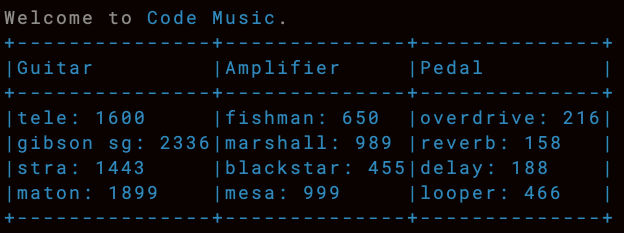 Welcome to Code Music.
+---------------+--------------+--------------+
|Guitar         |Amplifier     |Pedal         |
+---------------+--------------+--------------+
|tele: 1600     |fishman: 650  |overdrive: 216|
|gibson sg: 2336|marshall: 989 |reverb: 158   |
|stra: 1443     |blackstar: 455|delay: 188    |
|maton: 1899    |mesa: 999     |looper: 466   |
+---------------+--------------+--------------+